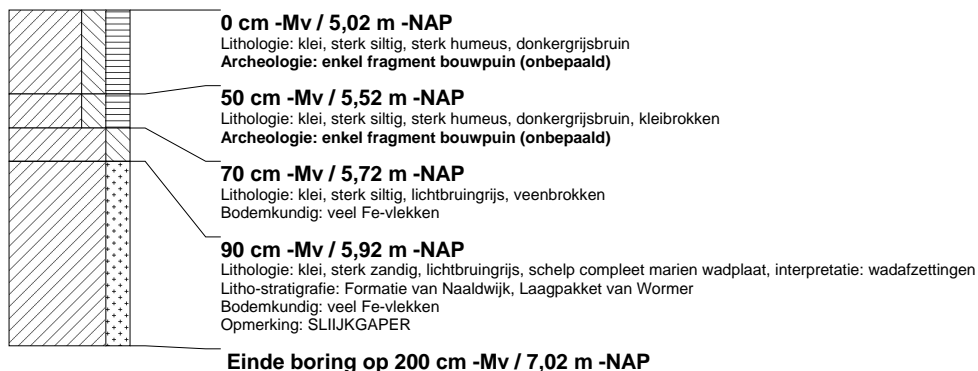 0 cm -Mv / 5,02 m -NAP
Lithologie: klei, sterk siltig, sterk humeus, donkergrijsbruin
Archeologie: enkel fragment bouwpuin (onbepaald)
50 cm -Mv / 5,52 m -NAP
Lithologie: klei, sterk siltig, sterk humeus, donkergrijsbruin, kleibrokken
Archeologie: enkel fragment bouwpuin (onbepaald)
70 cm -Mv / 5,72 m -NAP
Lithologie: klei, sterk siltig, lichtbruingrijs, veenbrokken
Bodemkundig: veel Fe-vlekken
90 cm -Mv / 5,92 m -NAP
Lithologie: klei, sterk zandig, lichtbruingrijs, schelp compleet marien wadplaat, interpretatie: wadafzettingen
Litho-stratigrafie: Formatie van Naaldwijk, Laagpakket van Wormer
Bodemkundig: veel Fe-vlekken
Opmerking: SLIIJKGAPER
Einde boring op 200 cm -Mv / 7,02 m -NAP